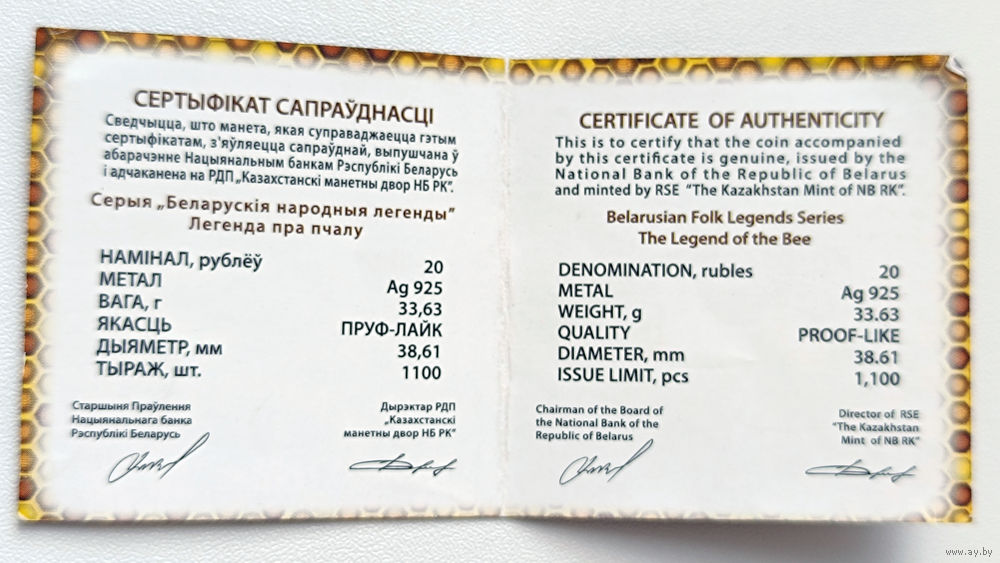 СЕРТЫФІКАТ САПРАЎДНАСЦІ
Сведчыцца, што манета, якая суправаджаецца гэтым
сертыфікатам, з'яўляецца сапраўднай, выпушчана ў
абарачэнне Нацыянальным банкам Рэспублікі Беларусь
і адчаканена на РДП „Казахстанскі манетны двор НБ РК".
Серыя „Беларускія народныя легенды"
Легенда пра пчалу
НАМІНАЛ, рублёў 20
МЕТАЛ Ag 925
ВАГА, г 33,63
ЯКАСЦЬ ПРУФ-ЛАЙК
ДЫЯМЕТР, мм 38,61
ТЫРАЖ, шт. 1100
Старшыня Праўлення
Нацыянальнага банка
Рэспублікі Беларусь
Дырэктар РДП
„Казахстанскі
манетны двор НБ РК"
CERTIFICATE OF AUTHENTICITY
This is to certify that the coin accompanied
by this certificate is genuine, issued by the
National Bank of the Republic of Belarus
and minted by RSE "The Kazakhstan Mint of NB RK".
Belarusian Folk Legends Series
The Legend of the Bee
DENOMINATION, rubles 20
METAL Ag 925
WEIGHT, g 33.63
QUALITY PROOF-LIKE
DIAMETER, mm 38.61
ISSUE LIMIT, pcs 1,100
Chairman of the Board of
the National Bank of the
Republic of Belarus
Director of RSE
"The Kazakhstan
Mint of NB RK"
www.ay.by